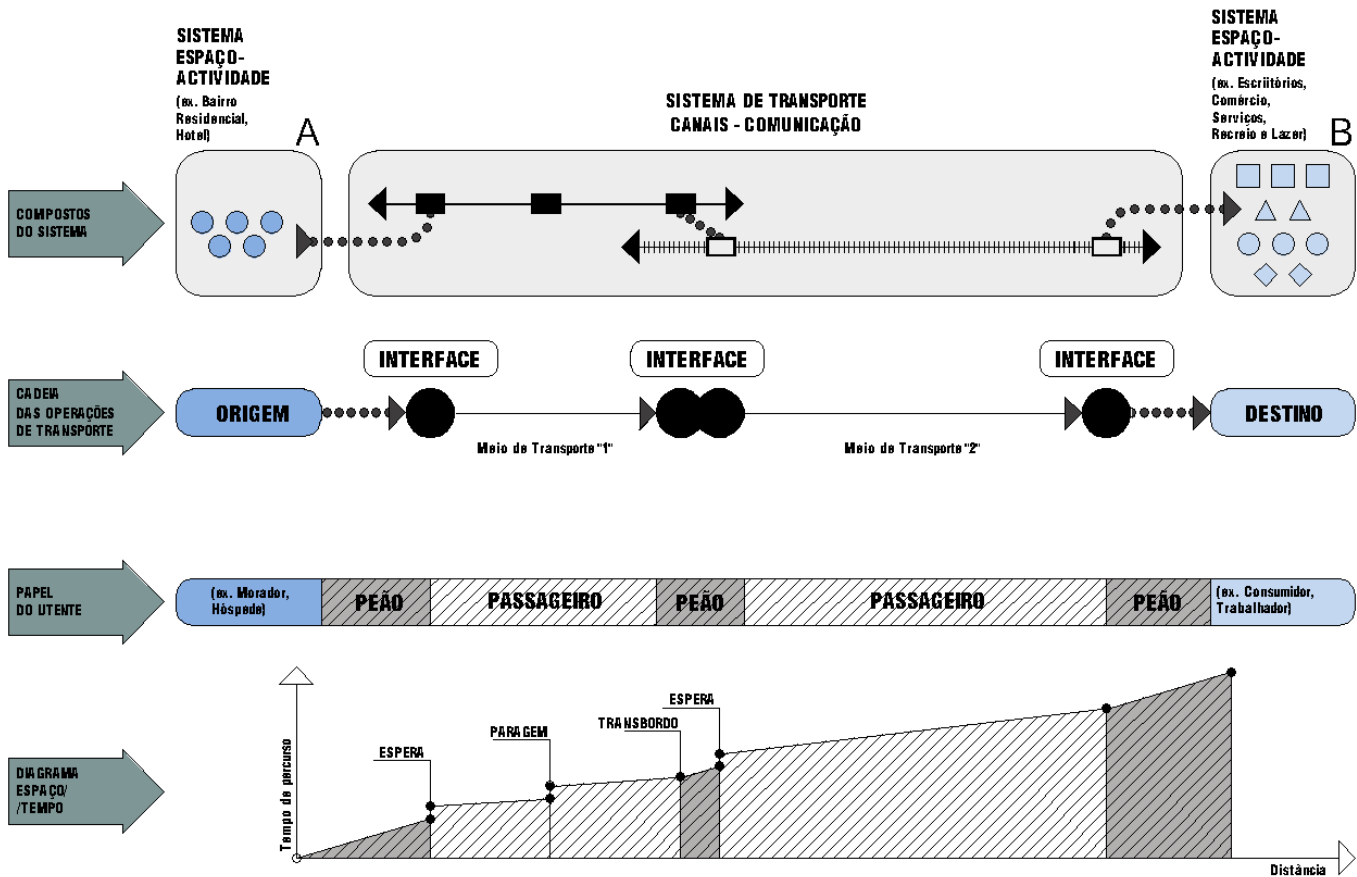 SISTEMA
ESPAÇO-
ACTIVIDADE
(ex. Bairro
Residencial,
Hotel)
A
SISTEMA DE TRANSPORTE
CANAIS - COMUNICAÇÃO
SISTEMA
ESPAÇO-
ACTIVIDADE
(ex. Escriitórios,
Comércio,
Serviços,
Recreio e Lazer)
B
COMPOSTOS
DO SISTEMA
INTERFACE
INTERFACE
INTERFACE
CADEIA
DAS OPERAÇÕES
DE TRANSPORTE
ORIGEM
DESTINO
Meio de Transporte "1"
Meio de Transporte "2"
PAPEL
DO UTENTE
(ex. Morador,
Hóspede)
PEÃO
PASSAGEIRO
PEÃO
PASSAGEIRO
PEÃO
(ex. Consumidor,
Trabalhador)
DIAGRAMA
ESPAÇO/
/TEMPO
Tempo de percurso
ESPERA
PARAGEM
TRANSBORDO
ESPERA
Distància